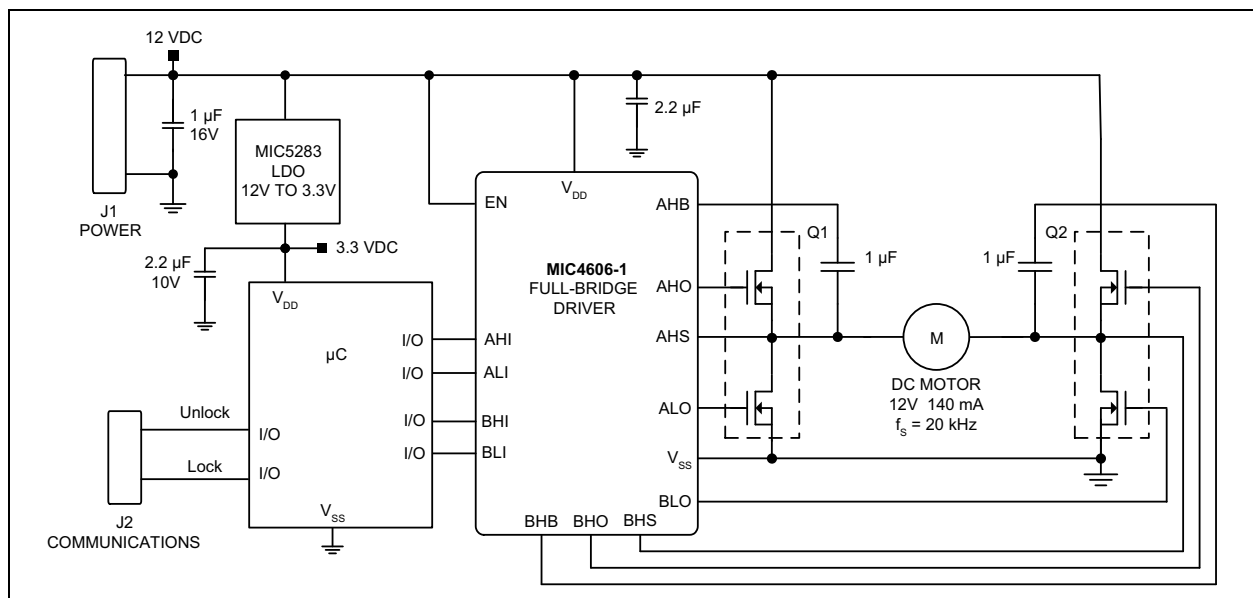 12 VDC
1 µF
16V
2.2 µF
MIC5283
LDO
12V TO 3.3V
J1
POWER
3.3 VDC
2.2 µF
10V
V_DD
µC
I/O
I/O
I/O
I/O
Unlock
I/O
Lock
I/O
V_SS
J2
COMMUNICATIONS
V_DD
EN
MIC4606-1
FULL-BRIDGE
DRIVER
AHI
ALI
BHI
BLI
AHB
AHO
AHS
ALO
V_SS
BLO
BHB
BHO
BHS
Q1
1 µF
1 µF
Q2
M
DC MOTOR
12V 140 mA
f_S = 20 kHz